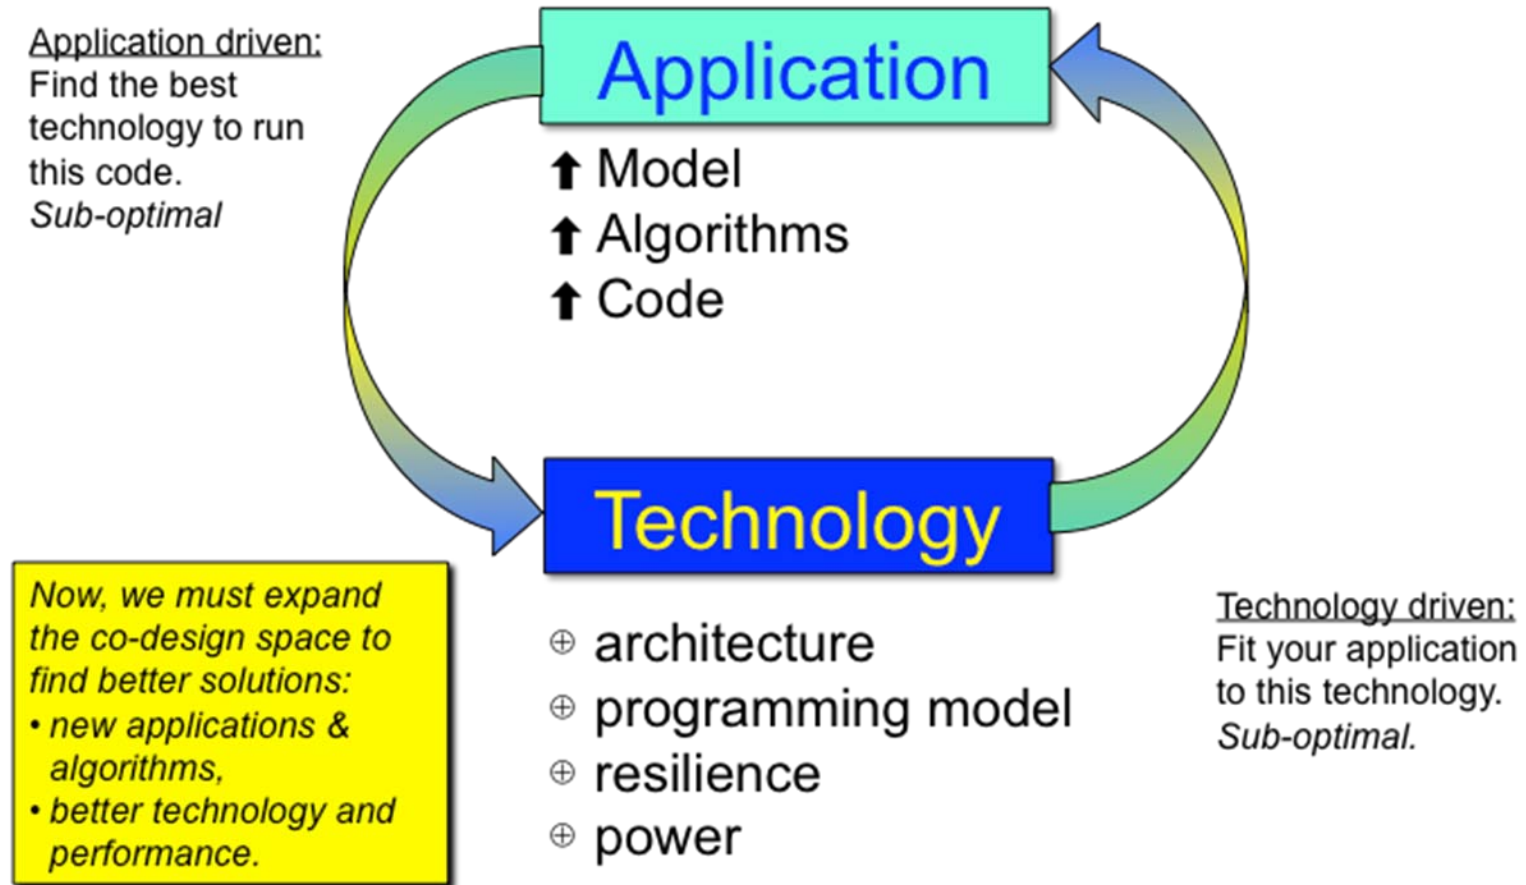 Application driven:
Find the best
technology to run
this code.
Sub-optimal
Application
Model
Algorithms
Code
Technology
architecture
programming model
resilience
power
Now, we must expand
the co-design space to
find better solutions:
• new applications &
algorithms,
• better technology and
performance.
Technology driven:
Fit your application
to this technology.
Sub-optimal.